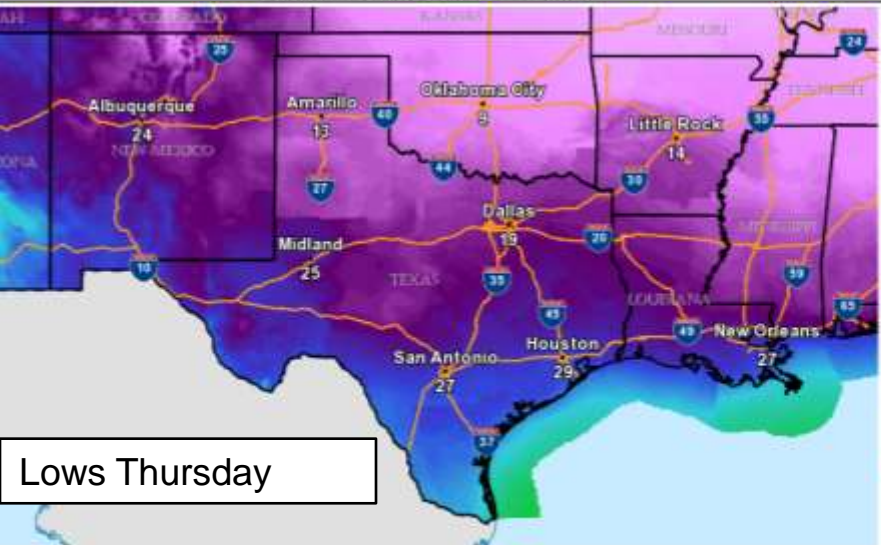 COLORADO
KANSAS
MISSOURI
25
24
Albuquerque
24
NEW MEXICO
Amarillo
13
40
Oklahoma City
9
Little Rock
14
55
44
30
27
Dallas
19
20
Midland
25
TEXAS
MISSISSIPPI
10
35
45
LOUISIANA
59
65
49
New Orleans
27
San Antonio
27
Houston
29
37
Lows Thursday